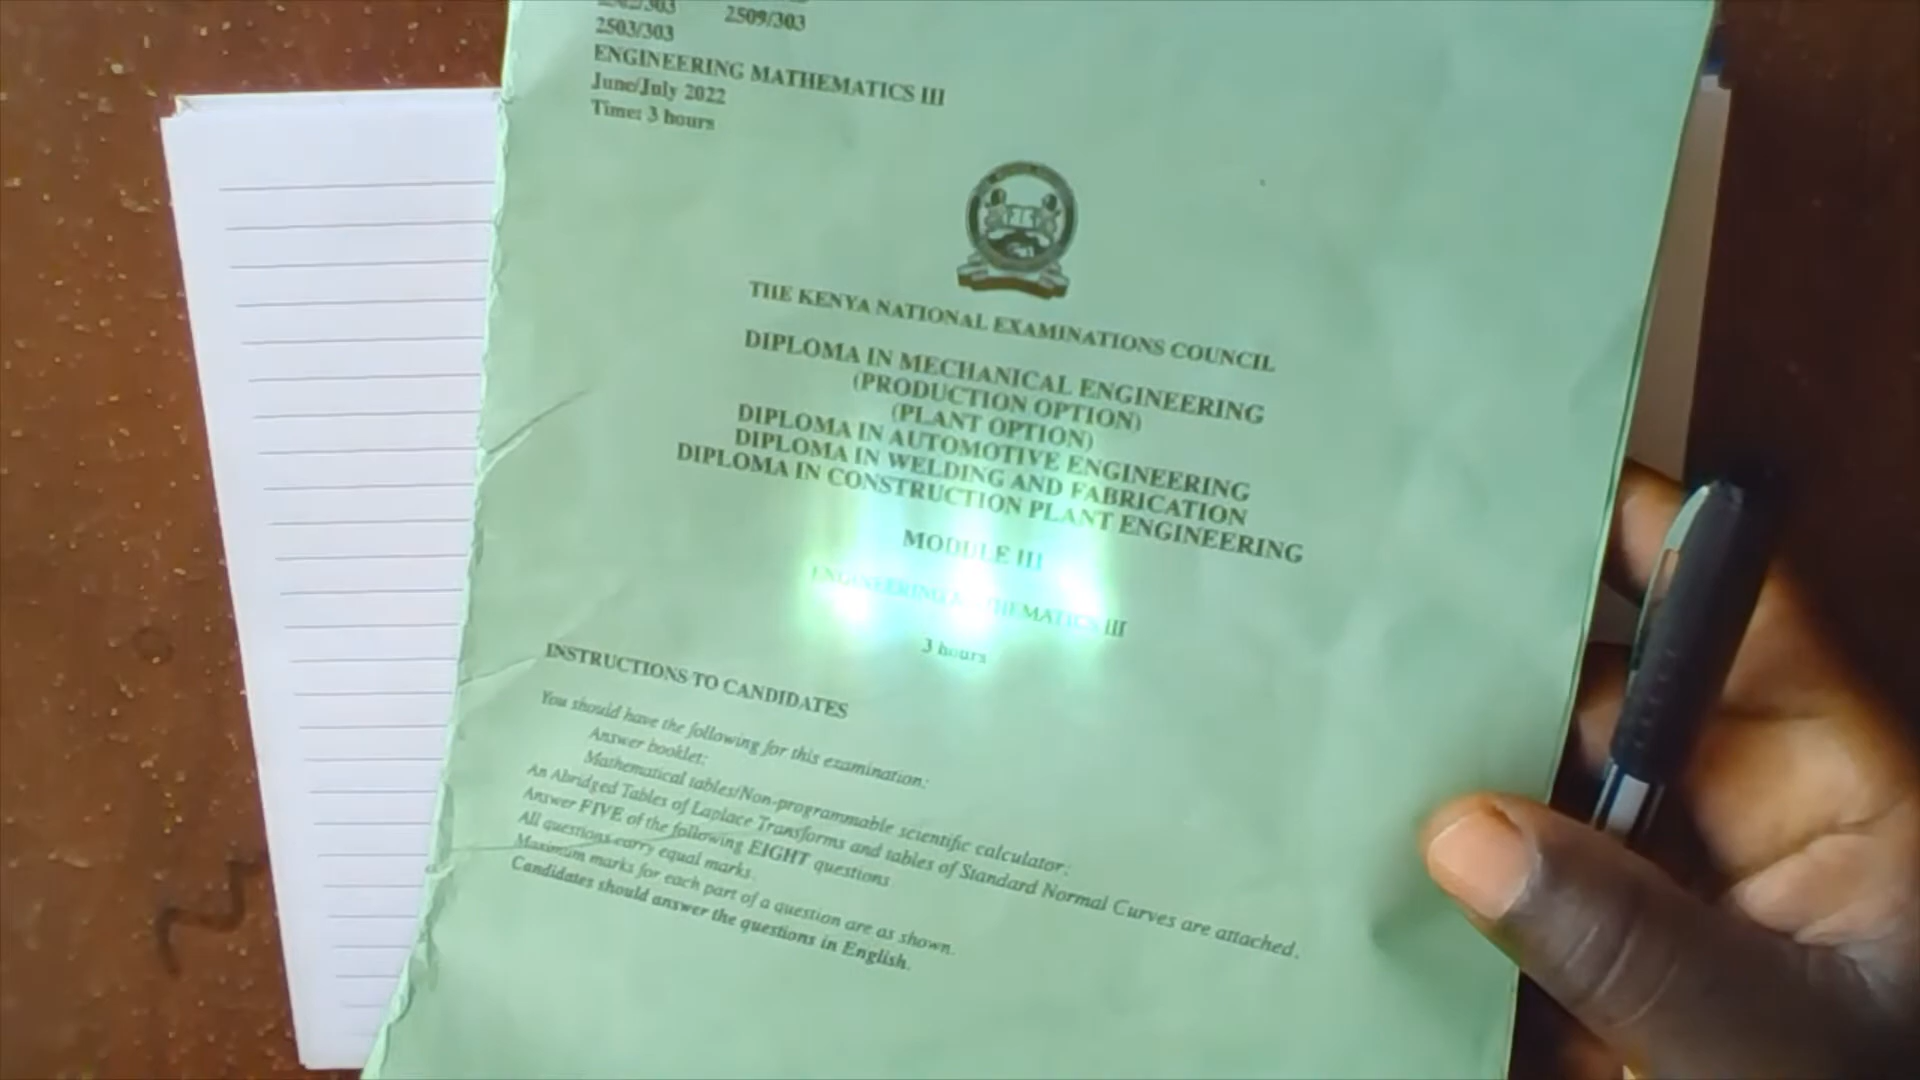 2509/303
2503/303
ENGINEERING MATHEMATICS III
June/July 2022
Time: 3 hours
THE KENYA NATIONAL EXAMINATIONS COUNCIL
DIPLOMA IN MECHANICAL ENGINEERING
(PRODUCTION OPTION)
(PLANT OPTION)
DIPLOMA IN AUTOMOTIVE ENGINEERING
DIPLOMA IN WELDING AND FABRICATION
DIPLOMA IN CONSTRUCTION PLANT ENGINEERING
MODULE III
ENGINEERING MATHEMATICS III
3 hours
INSTRUCTIONS TO CANDIDATES
You should have the following for this examination:
Answer booklet;
Mathematical tables/Non-programmable scientific calculator;
An Abridged Tables of Laplace Transforms and tables of Standard Normal Curves are attached.
Answer FIVE of the following EIGHT questions
All questions carry equal marks.
Maximum marks for each part of a question are as shown.
Candidates should answer the questions in English.